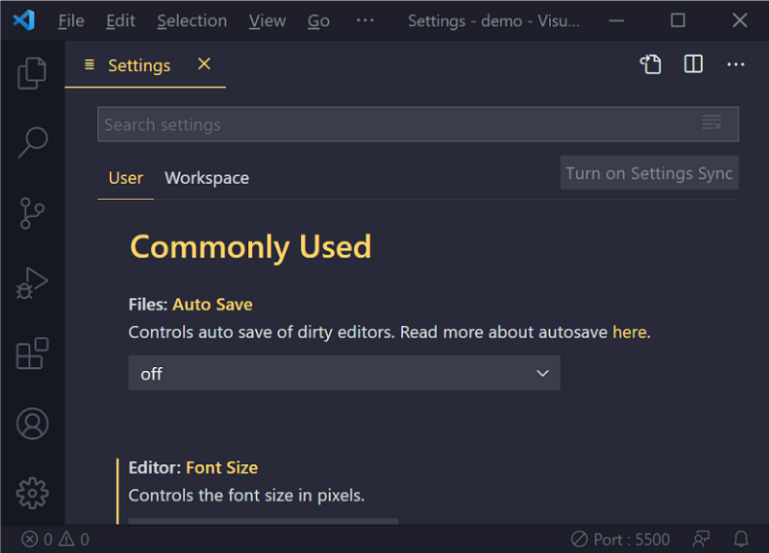 File Edit Selection View Go ··· Settings - demo - Visu...
Settings
Search settings
User Workspace Turn on Settings Sync
Commonly Used
Files: Auto Save
Controls auto save of dirty editors. Read more about autosave here.
off
Editor: Font Size
Controls the font size in pixels.
0 0 Port : 5500